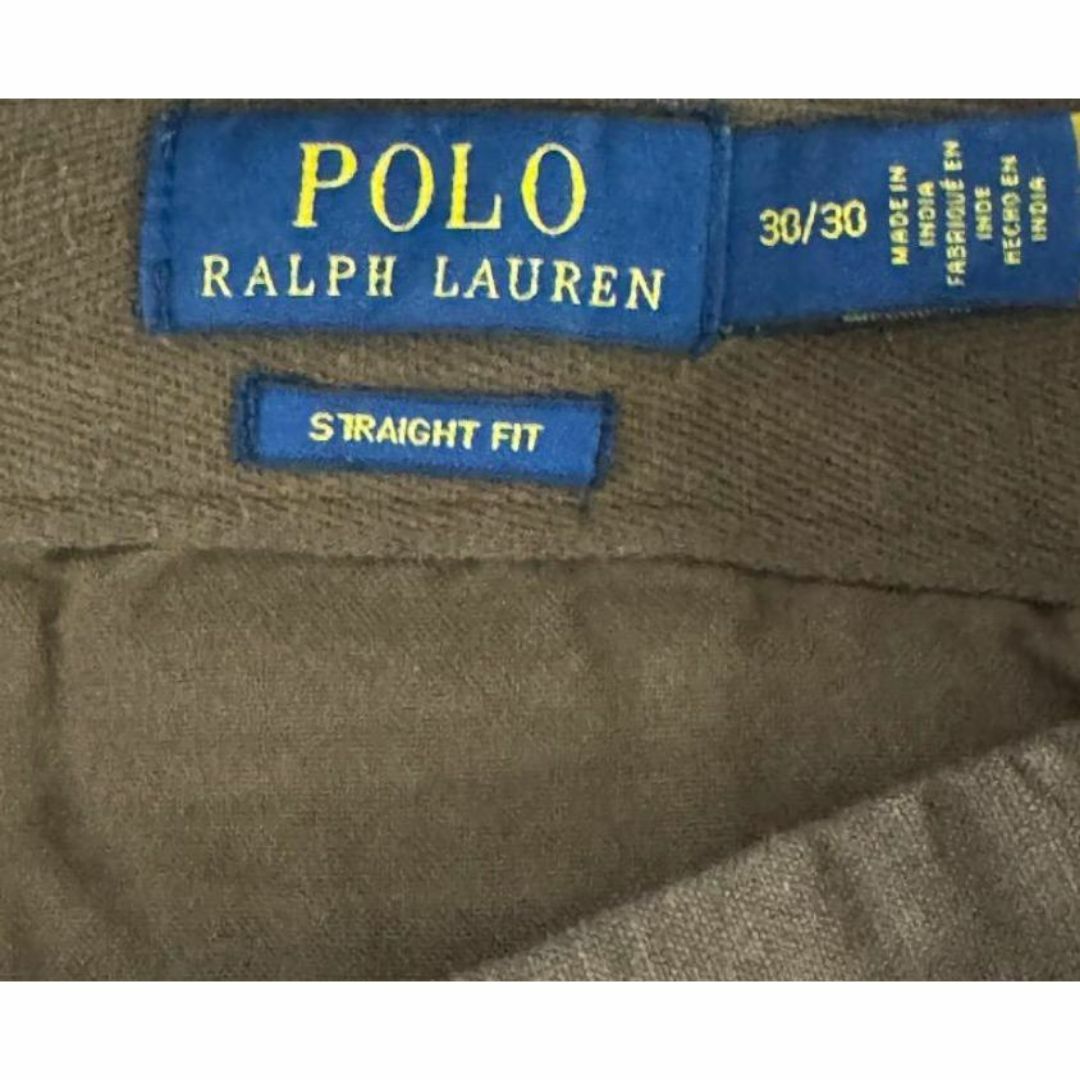 POLO
RALPH LAUREN
30/30
MADE IN
INDIA
FABRIQUÉ EN
INDE
HECHO EN
INDIA
STRAIGHT FIT